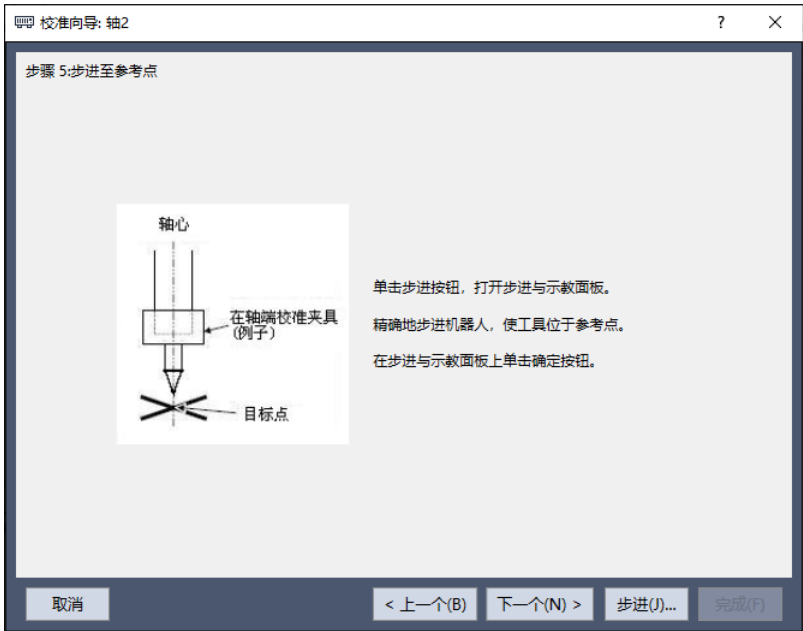 校准向导: 轴2
步骤 5:步进至参考点
轴心
在轴端校准夹具
(例子)
目标点
单击步进按钮，打开步进与示教面板。
精确地步进机器人，使工具位于参考点。
在步进与示教面板上单击确定按钮。
取消
< 上一个(B)
下一个(N) >
步进(J)...
完成(F)